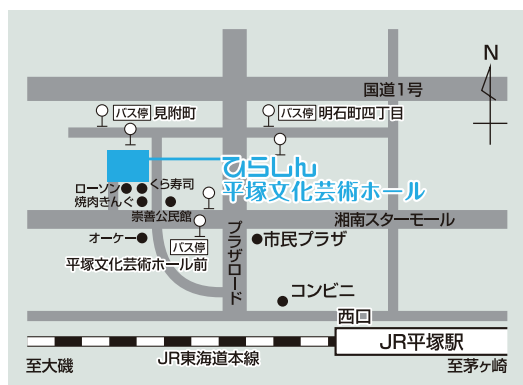 N
国道1号
バス停 見附町
バス停 明石町四丁目
ひらしん
平塚文化芸術ホール
ローソン
くら寿司
焼肉きんぐ
崇善公民館
湘南スターモール
オーケー
バス停
平塚文化芸術ホール前
プラザロード
市民プラザ
コンビニ
西口
JR平塚駅
JR東海道本線
至大磯
至茅ヶ崎